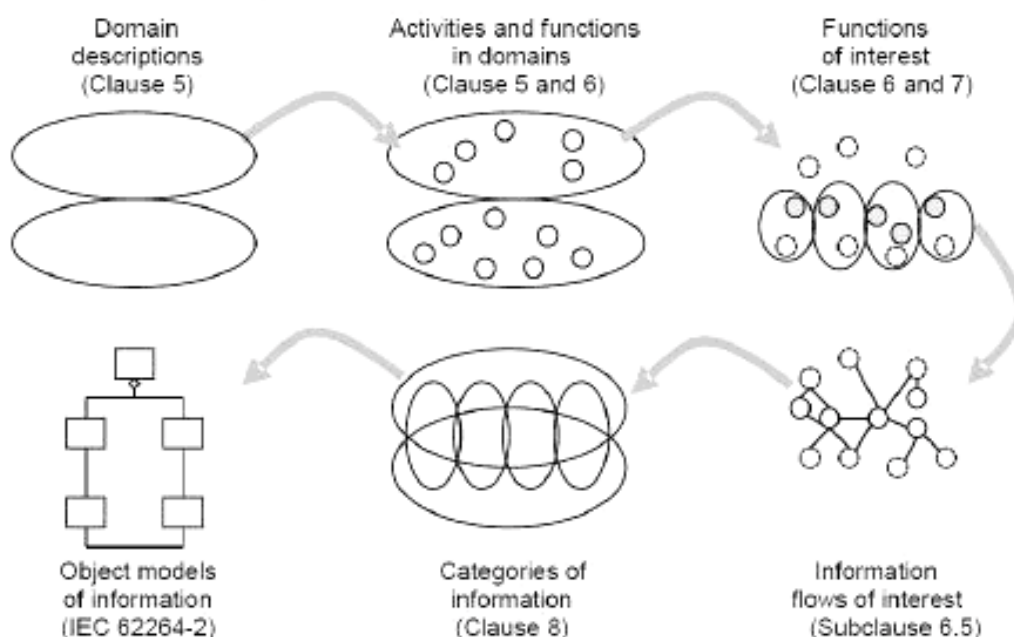 Domain
descriptions
(Clause 5)
Activities and functions
in domains
(Clause 5 and 6)
Functions
of interest
(Clause 6 and 7)
Object models
of information
(IEC 62264-2)
Categories of
information
(Clause 8)
Information
flows of interest
(Subclause 6.5)